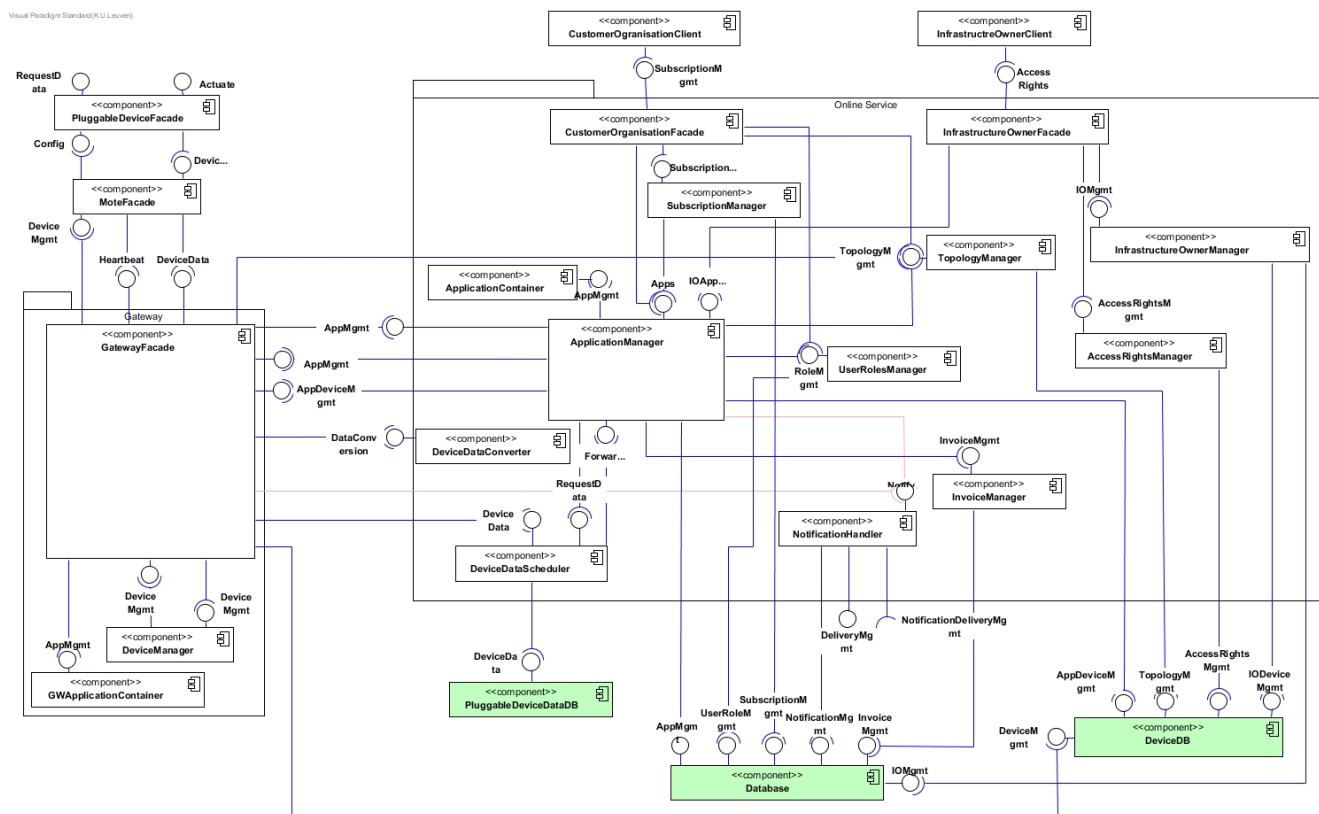 Visual Paradigm Standard(K.U.Leuven)
<<component>>
CustomerOgranisationClient
<<component>>
InfrastructreOwnerClient
SubscriptionM
gmt
Access
Rights
RequestD
ata
Actuate
<<component>>
PluggableDeviceFacade
Online Service
<<component>>
CustomerOrganisationFacade
<<component>>
InfrastructureOwnerFacade
Config
Devic...
Subscription...
<<component>>
MoteFacade
<<component>>
SubscriptionManager
IOMgmt
Device
Mgmt
<<component>>
InfrastructureOwnerManager
Heartbeat
DeviceData
TopologyM
gmt
<<component>>
TopologyManager
<<component>>
ApplicationContainer
AppMgmt
Apps
IOApp...
AccessRightsM
gmt
Gateway
<<component>>
GatewayFacade
AppMgmt
<<component>>
ApplicationManager
<<component>>
AccessRightsManager
AppMgmt
RoleM
gmt
<<component>>
UserRolesManager
AppDeviceM
gmt
DataConv
ersion
<<component>>
DeviceDataConverter
Forwar...
InvoiceMgmt
RequestD
ata
Notify
<<component>>
InvoiceManager
Device
Data
<<component>>
NotificationHandler
<<component>>
DeviceDataScheduler
Device
Mgmt
Device
Mgmt
DeliveryMg
mt
NotificationDeliveryMg
mt
AppMgmt
<<component>>
DeviceManager
<<component>>
GWApplicationContainer
DeviceDa
ta
<<component>>
PluggableDeviceDataDB
AppMgm
t
UserRoleM
gmt
SubscriptionM
gmt
NotificationMg
mt
Invoice
Mgmt
AppDeviceM
gmt
TopologyM
gmt
AccessRights
Mgmt
IODevice
Mgmt
DeviceM
gmt
<<component>>
DeviceDB
<<component>>
Database
IOMgmt